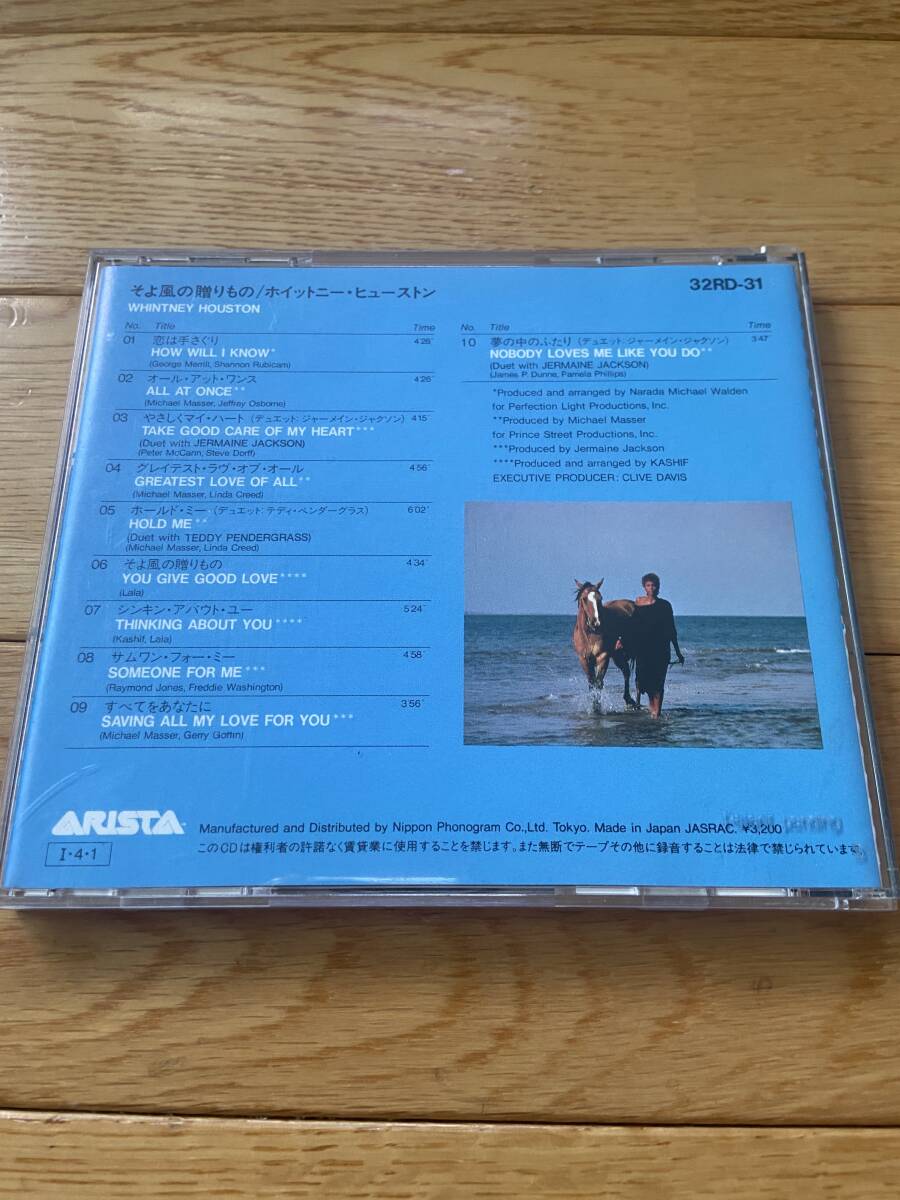 そよ風の贈りもの/ホイットニー・ヒューストン
32RD-31
WHINTNEY HOUSTON
No. Title Time
01 恋は手さぐり 4'26"
HOW WILL I KNOW*
(George Merrill, Shannon Rubicam)
02 オール・アット・ワンス 4'26"
ALL AT ONCE**
(Michael Masser, Jeffrey Osborne)
03 やさしくマイ・ハート (デュエット: ジャーメイン・ジャクソン) 4'15"
TAKE GOOD CARE OF MY HEART***
(Duet with JERMAINE JACKSON)
(Peter McCann, Steve Dorff)
04 グレイテスト・ラヴ・オブ・オール 4'56"
GREATEST LOVE OF ALL**
(Michael Masser, Linda Creed)
05 ホールド・ミー (デュエット: テディ・ペンダーグラス) 6'02"
HOLD ME**
(Duet with TEDDY PENDERGRASS)
(Michael Masser, Linda Creed)
06 そよ風の贈りもの 4'34"
YOU GIVE GOOD LOVE****
(Lala)
07 シンキン・アバウト・ユー 5'24"
THINKING ABOUT YOU****
(Kashif, Lala)
08 サムワン・フォー・ミー 4'58"
SOMEONE FOR ME***
(Raymond Jones, Freddie Washington)
09 すべてをあなたに 3'56"
SAVING ALL MY LOVE FOR YOU***
(Michael Masser, Gerry Goffin)
No. Title Time
10 夢の中のふたり (デュエット: ジャーメイン・ジャクソン) 3'47"
NOBODY LOVES ME LIKE YOU DO**
(Duet with JERMAINE JACKSON)
(James P. Dunne, Pamela Phillips)
*Produced and arranged by Narada Michael Walden
for Perfection Light Productions, Inc.
**Produced by Michael Masser
for Prince Street Productions, Inc.
***Produced by Jermaine Jackson
****Produced and arranged by KASHIF
EXECUTIVE PRODUCER: CLIVE DAVIS
ARISTA
Manufactured and Distributed by Nippon Phonogram Co.,Ltd. Tokyo. Made in Japan JASRAC. ¥3,200
patent pending
I・4・1
このCDは権利者の許諾なく賃貸業に使用することを禁じます。また無断でテープその他に録音することは法律で禁じられています。